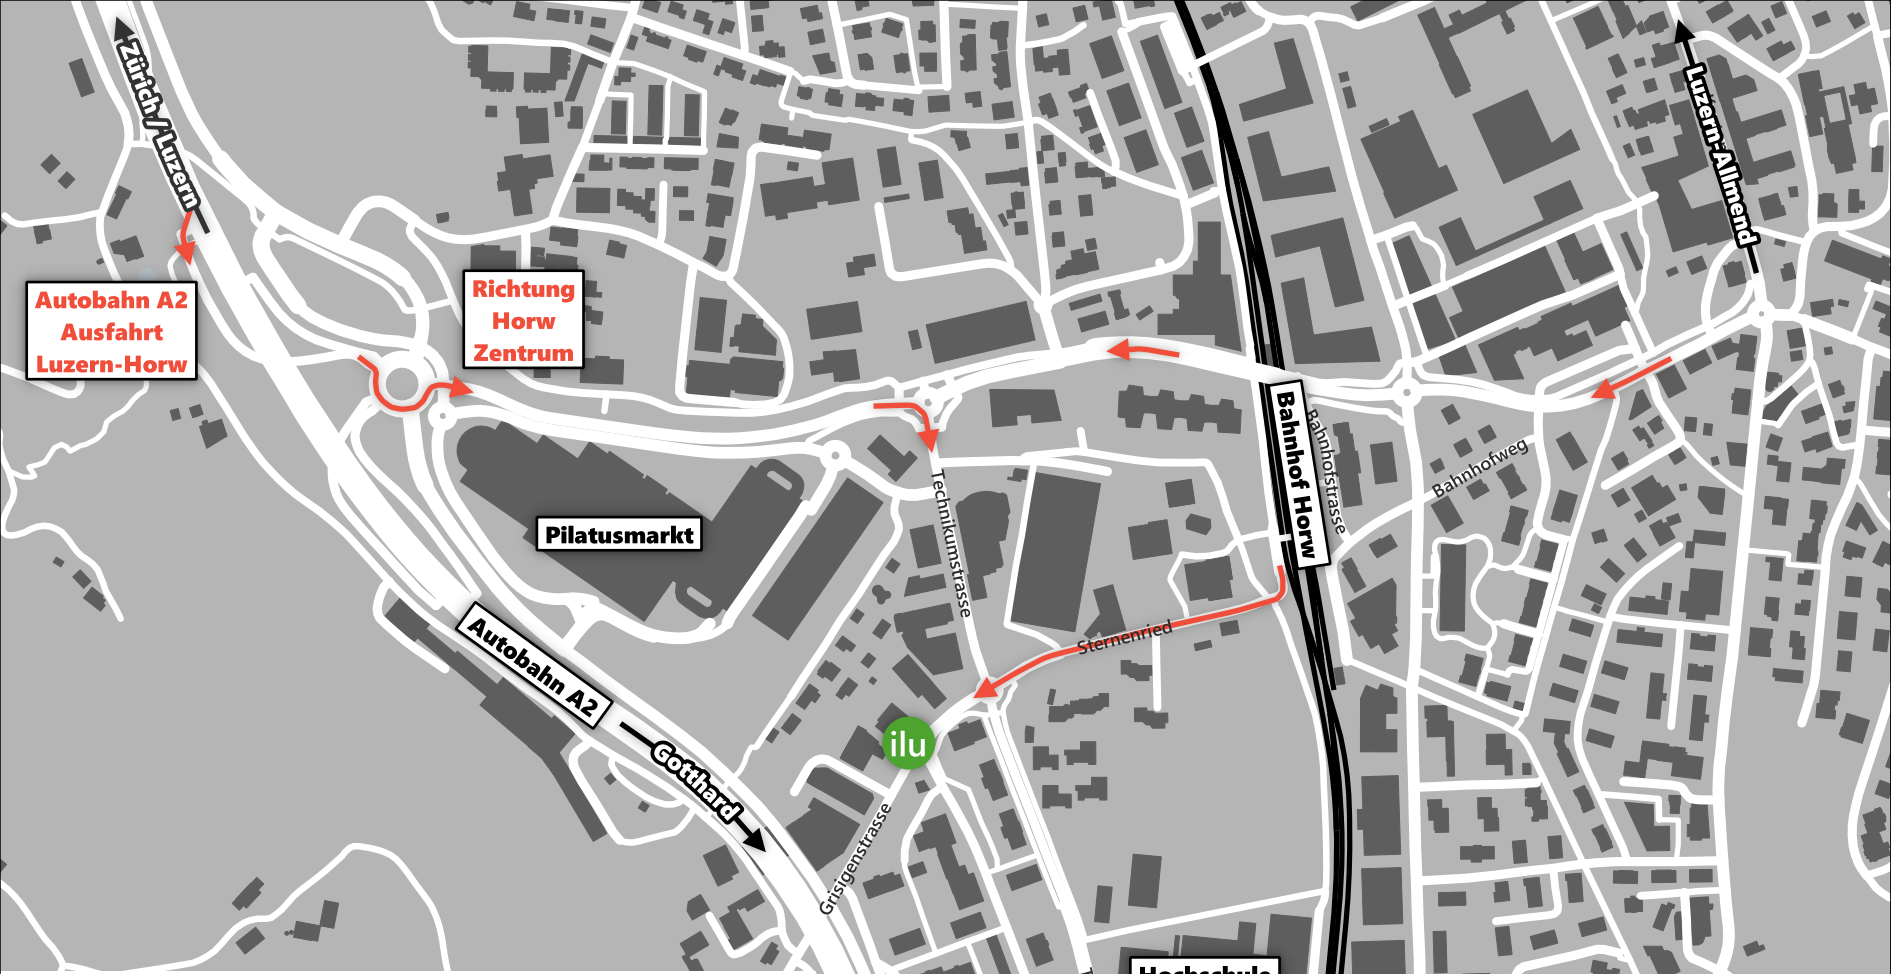 Zürich / Luzern
Luzern-Allmend
Autobahn A2
Ausfahrt
Luzern-Horw
Richtung
Horw
Zentrum
Bahnhof Horw
Bahnhofstrasse
Bahnhofweg
Technikumstrasse
Pilatusmarkt
Sternenried
Autobahn A2
Gotthard
ilu
Grisigenstrasse
Hochschule